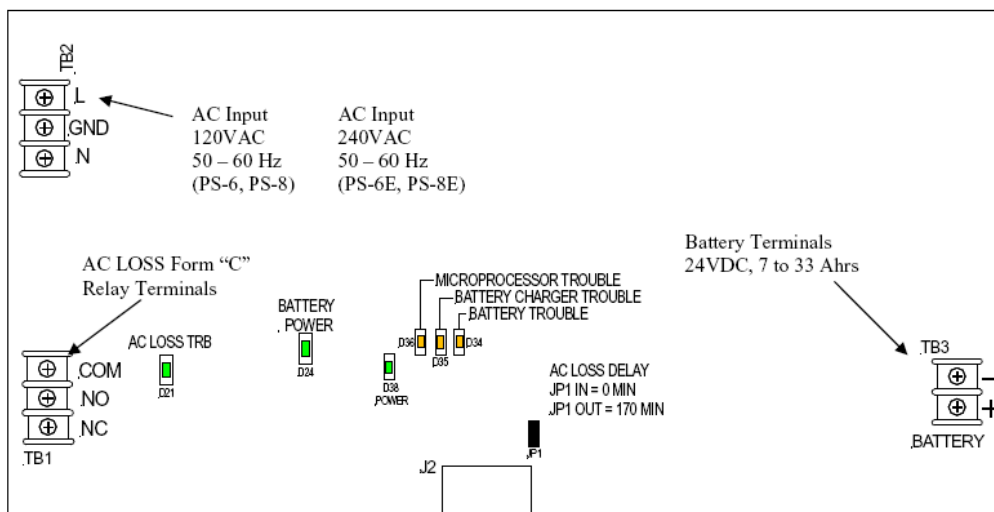 TB2
L
GND
N
AC Input
120VAC
50 – 60 Hz
(PS-6, PS-8)
AC Input
240VAC
50 – 60 Hz
(PS-6E, PS-8E)
AC LOSS Form “C”
Relay Terminals
Battery Terminals
24VDC, 7 to 33 Ahrs
MICROPROCESSOR TROUBLE
BATTERY CHARGER TROUBLE
BATTERY TROUBLE
BATTERY
POWER
D24
D36
D35
D34
AC LOSS TRB
D21
D38
POWER
AC LOSS DELAY
JP1 IN = 0 MIN
JP1 OUT = 170 MIN
JP1
J2
COM
NO
NC
TB1
TB3
–
+
BATTERY